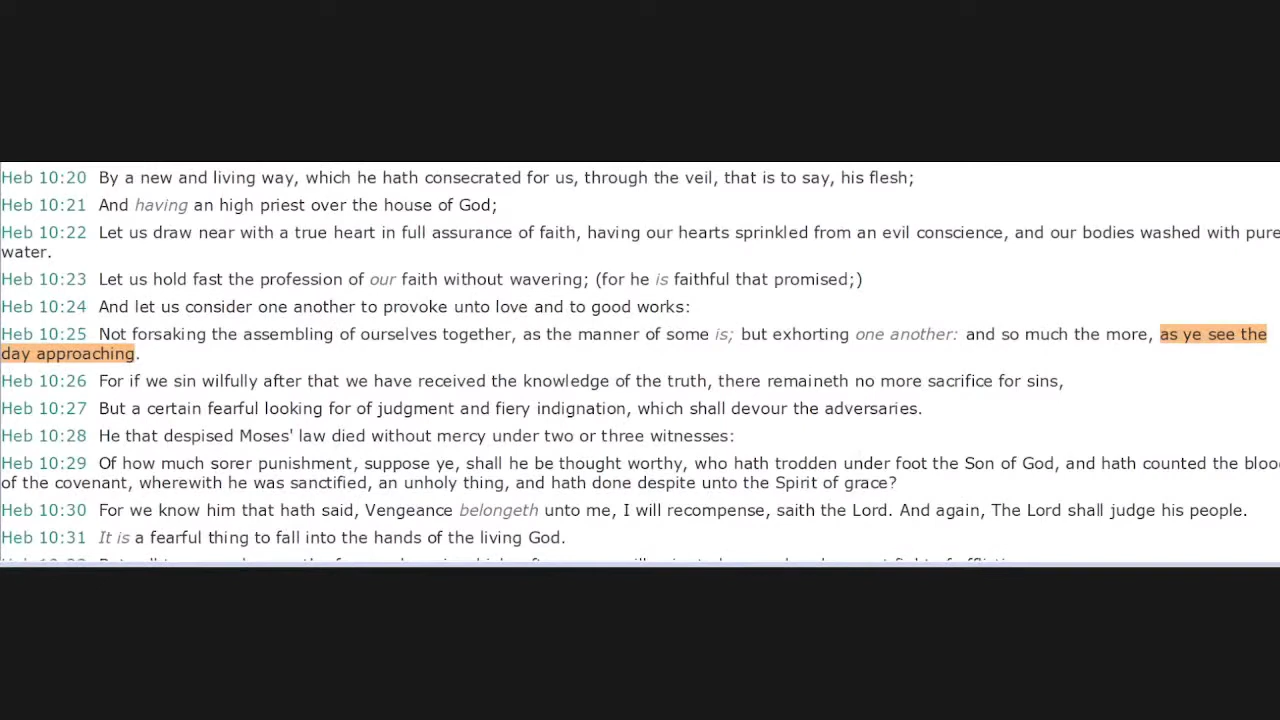 Heb 10:20 By a new and living way, which he hath consecrated for us, through the veil, that is to say, his flesh;
Heb 10:21 And having an high priest over the house of God;
Heb 10:22 Let us draw near with a true heart in full assurance of faith, having our hearts sprinkled from an evil conscience, and our bodies washed with pure
water.
Heb 10:23 Let us hold fast the profession of our faith without wavering; (for he is faithful that promised;)
Heb 10:24 And let us consider one another to provoke unto love and to good works:
Heb 10:25 Not forsaking the assembling of ourselves together, as the manner of some is; but exhorting one another: and so much the more, as ye see the
day approaching.
Heb 10:26 For if we sin wilfully after that we have received the knowledge of the truth, there remaineth no more sacrifice for sins,
Heb 10:27 But a certain fearful looking for of judgment and fiery indignation, which shall devour the adversaries.
Heb 10:28 He that despised Moses' law died without mercy under two or three witnesses:
Heb 10:29 Of how much sorer punishment, suppose ye, shall he be thought worthy, who hath trodden under foot the Son of God, and hath counted the bloo
of the covenant, wherewith he was sanctified, an unholy thing, and hath done despite unto the Spirit of grace?
Heb 10:30 For we know him that hath said, Vengeance belongeth unto me, I will recompense, saith the Lord. And again, The Lord shall judge his people.
Heb 10:31 It is a fearful thing to fall into the hands of the living God.